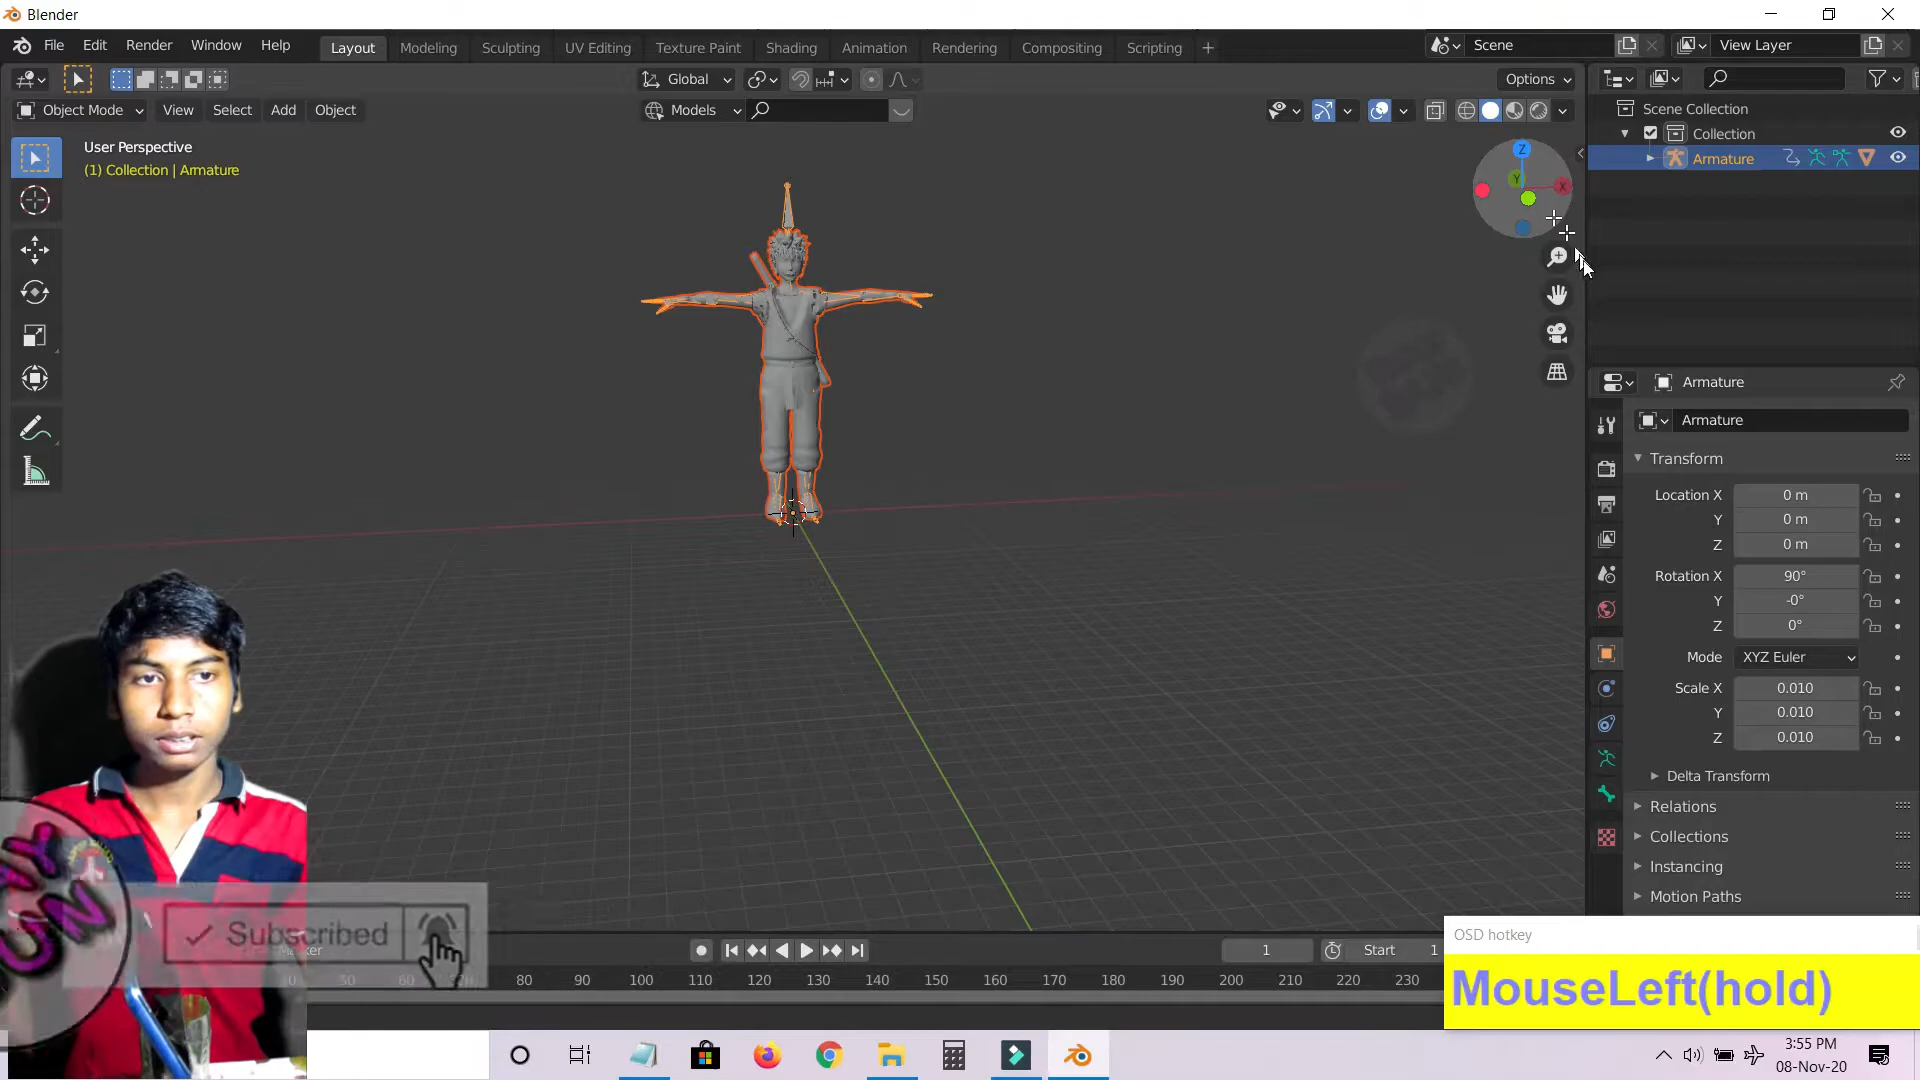 Blender
File Edit Render Window Help
Layout Modeling Sculpting UV Editing Texture Paint Shading Animation Rendering Compositing Scripting +
Scene
View Layer
Global
Options
Object Mode View Select Add Object
Models
User Perspective
(1) Collection | Armature
Z
Y
X
Scene Collection
Collection
Armature
Armature
Armature
Transform
Location X 0 m
Y 0 m
Z 0 m
Rotation X 90°
Y -0°
Z 0°
Mode XYZ Euler
Scale X 0.010
Y 0.010
Z 0.010
Delta Transform
Relations
Collections
Instancing
Motion Paths
Subscribed
Marker
1
Start 1
80 90 100 110 120 130 140 150 160 170 180 190 200 210 220 230
OSD hotkey
MouseLeft(hold)
3:55 PM
08-Nov-20